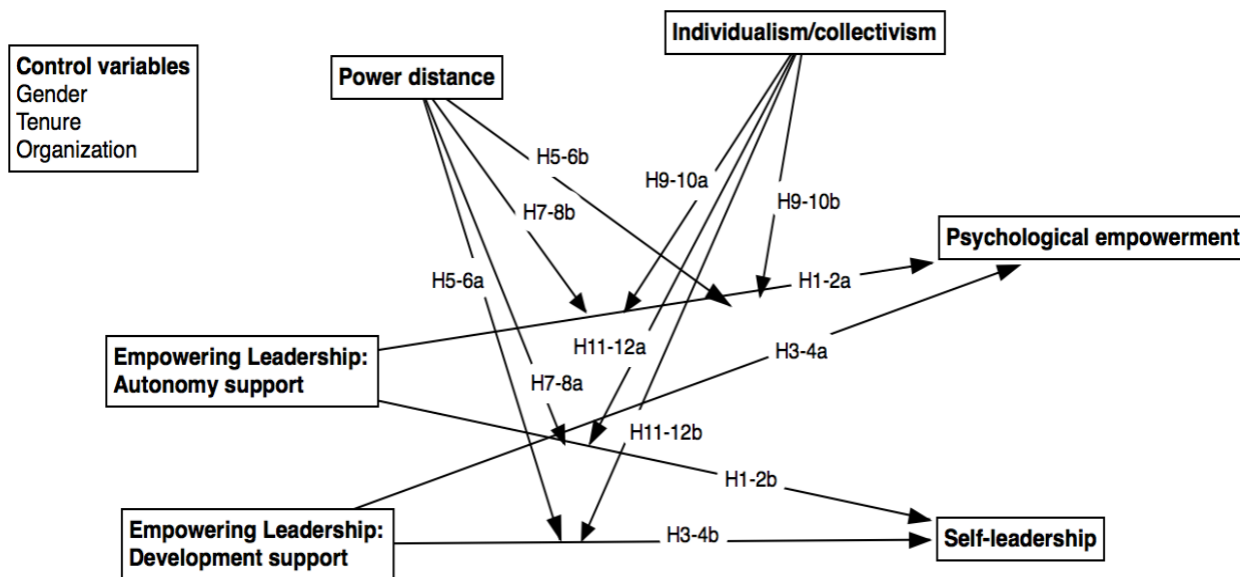 Individualism/collectivism
Control variables
Gender
Tenure
Organization
Power distance
H5-6b
H9-10a
H7-8b
H9-10b
Psychological empowerment
H5-6a
H1-2a
Empowering Leadership:
Autonomy support
H11-12a
H3-4a
H7-8a
H11-12b
H1-2b
Empowering Leadership:
Development support
H3-4b
Self-leadership